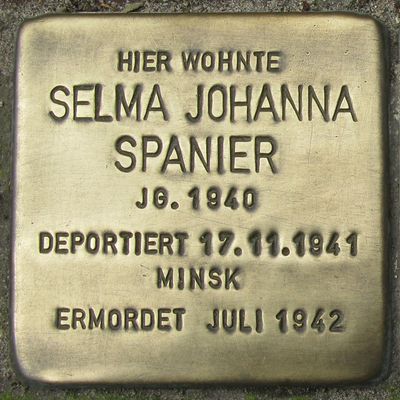 HIER WOHNTE
SELMA JOHANNA
SPANIER
JG. 1940
DEPORTIERT 17.11.1941
MINSK
ERMORDET JULI 1942